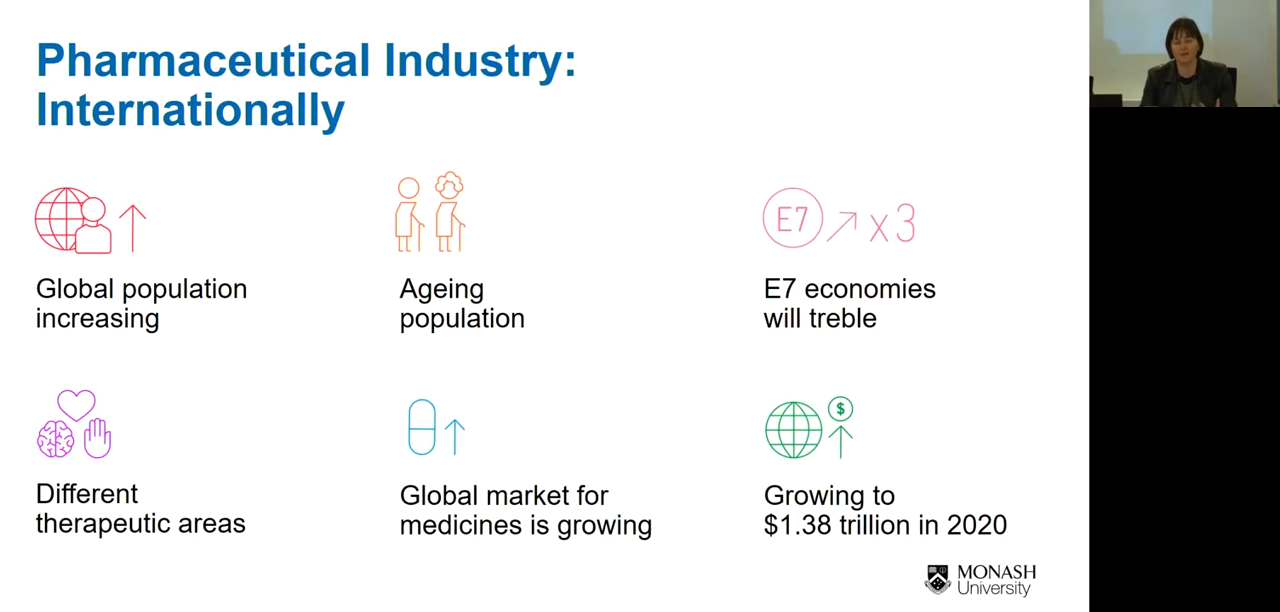 Pharmaceutical Industry:
Internationally
Global population
increasing
Ageing
population
E7 x3
E7 economies
will treble
Different
therapeutic areas
Global market for
medicines is growing
$
Growing to
$1.38 trillion in 2020
MONASH
University